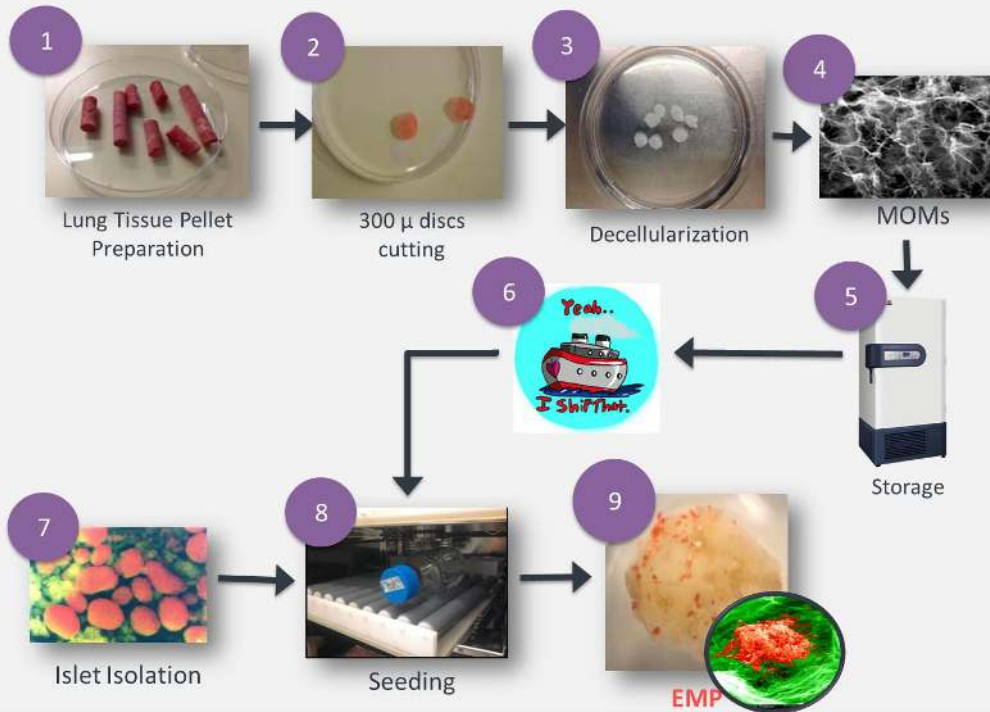 1
Lung Tissue Pellet
Preparation
2
300 µ discs
cutting
3
Decellularization
4
MOMs
5
Storage
6
Yeah..
I Ship That.
7
Islet Isolation
8
Seeding
9
EMP